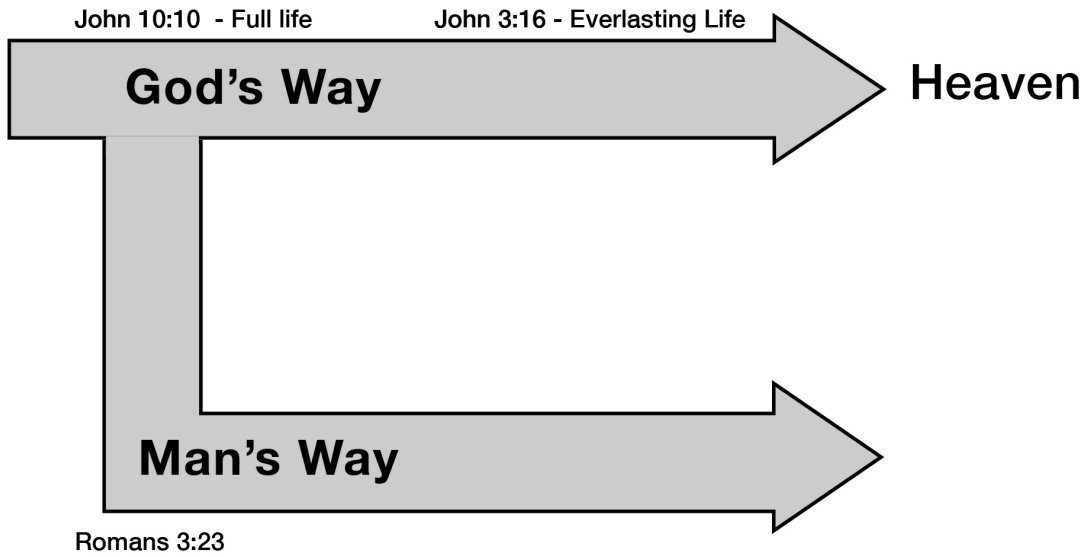 John 10:10  - Full life
John 3:16 - Everlasting Life
God’s Way
Heaven
Man’s Way
Romans 3:23